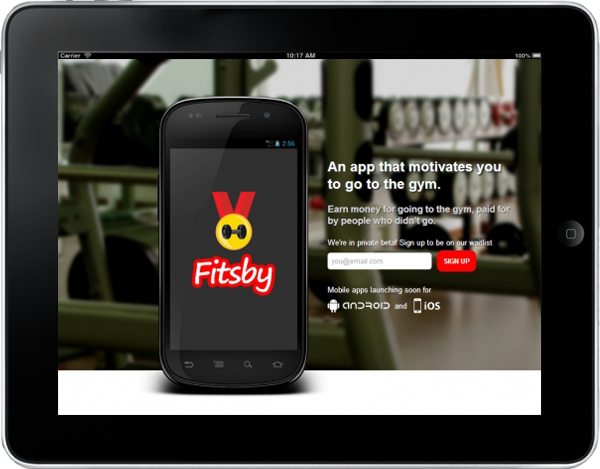 Carrier
10:17 AM
100%
2:56
An app that motivates you
to go to the gym.
Earn money for going to the gym, paid for
by people who didn't go.
We're in private beta! Sign up to be on our waitlist
you@email.com
SIGN UP
Fitsby
Mobile apps launching soon for
ANDROID and iOS